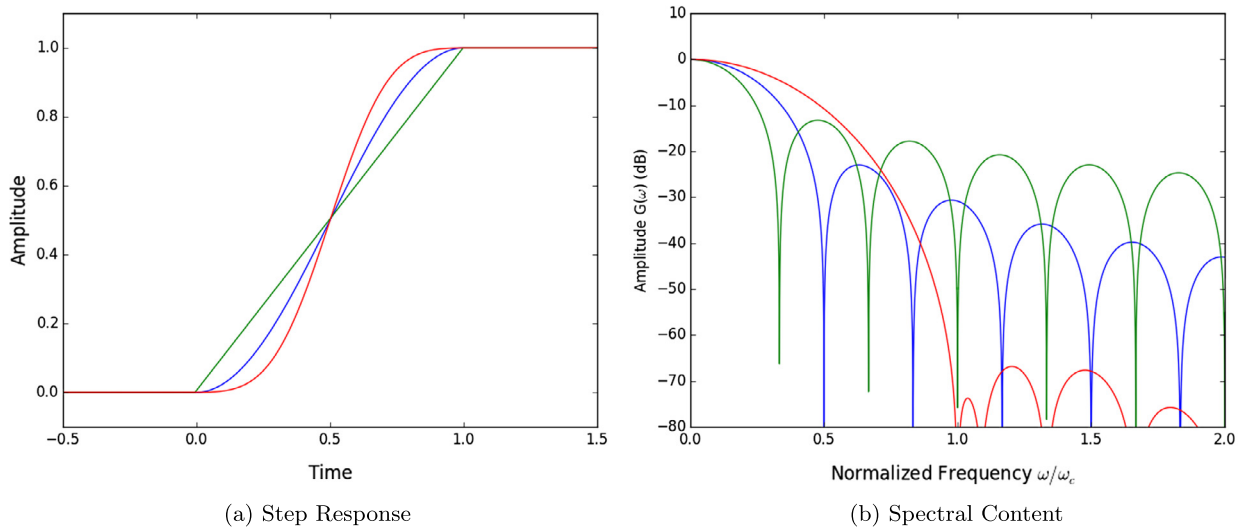 1.0
0.8
0.6
0.4
0.2
0.0
Amplitude
−0.5 0.0 0.5 1.0 1.5
Time
(a) Step Response
10
0
−10
−20
−30
−40
−50
−60
−70
−80
Amplitude G(ω) (dB)
0.0 0.5 1.0 1.5 2.0
Normalized Frequency ω/ω_c
(b) Spectral Content